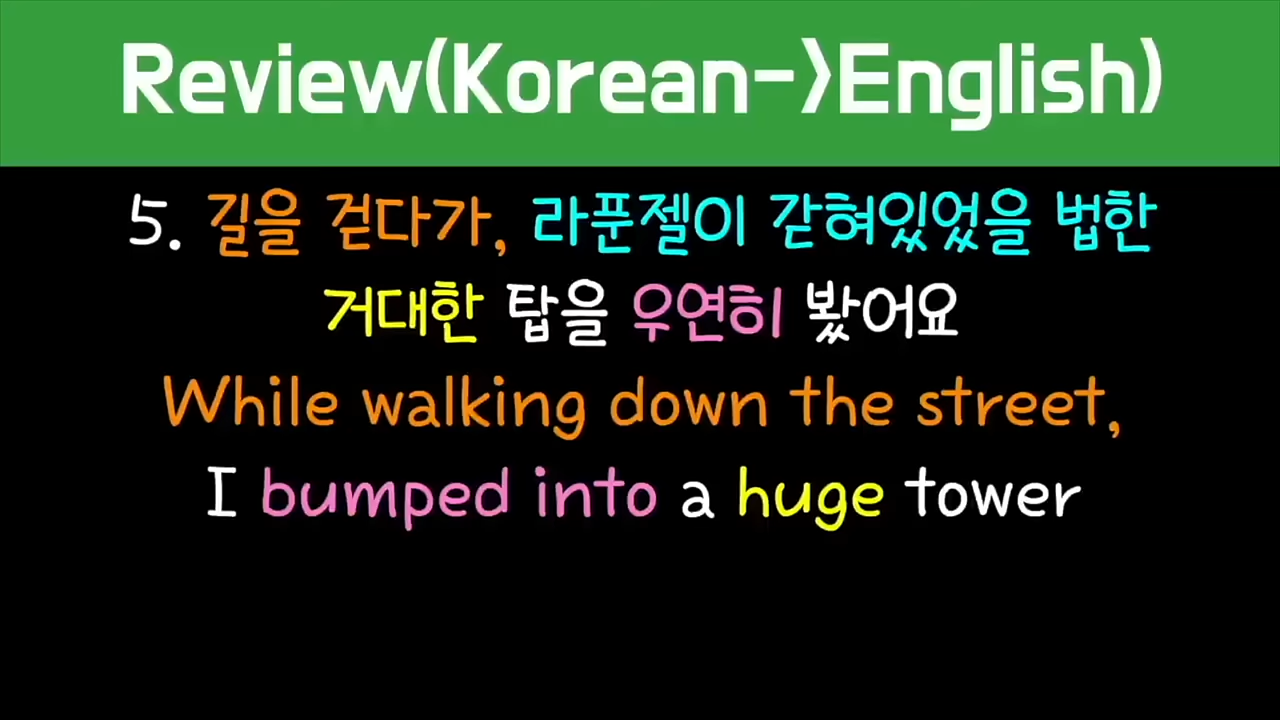 Review(Korean->English)
5. 길을 걷다가, 라푼젤이 갇혀있었을 법한
거대한 탑을 우연히 봤어요
While walking down the street,
I bumped into a huge tower